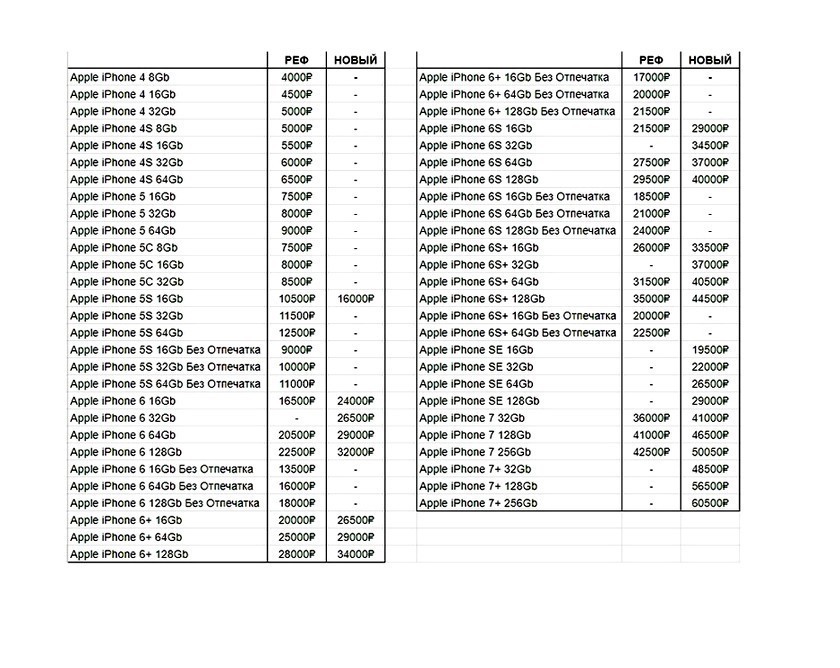 РЕФ НОВЫЙ
Apple iPhone 4 8Gb 4000₽ -
Apple iPhone 4 16Gb 4500₽ -
Apple iPhone 4 32Gb 5000₽ -
Apple iPhone 4S 8Gb 5000₽ -
Apple iPhone 4S 16Gb 5500₽ -
Apple iPhone 4S 32Gb 6000₽ -
Apple iPhone 4S 64Gb 6500₽ -
Apple iPhone 5 16Gb 7500₽ -
Apple iPhone 5 32Gb 8000₽ -
Apple iPhone 5 64Gb 9000₽ -
Apple iPhone 5C 8Gb 7500₽ -
Apple iPhone 5C 16Gb 8000₽ -
Apple iPhone 5C 32Gb 8500₽ -
Apple iPhone 5S 16Gb 10500₽ 16000₽
Apple iPhone 5S 32Gb 11500₽ -
Apple iPhone 5S 64Gb 12500₽ -
Apple iPhone 5S 16Gb Без Отпечатка 9000₽ -
Apple iPhone 5S 32Gb Без Отпечатка 10000₽ -
Apple iPhone 5S 64Gb Без Отпечатка 11000₽ -
Apple iPhone 6 16Gb 16500₽ 24000₽
Apple iPhone 6 32Gb - 26500₽
Apple iPhone 6 64Gb 20500₽ 29000₽
Apple iPhone 6 128Gb 22500₽ 32000₽
Apple iPhone 6 16Gb Без Отпечатка 13500₽ -
Apple iPhone 6 64Gb Без Отпечатка 16000₽ -
Apple iPhone 6 128Gb Без Отпечатка 18000₽ -
Apple iPhone 6+ 16Gb 20000₽ 26500₽
Apple iPhone 6+ 64Gb 25000₽ 29000₽
Apple iPhone 6+ 128Gb 28000₽ 34000₽
РЕФ НОВЫЙ
Apple iPhone 6+ 16Gb Без Отпечатка 17000₽ -
Apple iPhone 6+ 64Gb Без Отпечатка 20000₽ -
Apple iPhone 6+ 128Gb Без Отпечатка 21500₽ -
Apple iPhone 6S 16Gb 21500₽ 29000₽
Apple iPhone 6S 32Gb - 34500₽
Apple iPhone 6S 64Gb 27500₽ 37000₽
Apple iPhone 6S 128Gb 29500₽ 40000₽
Apple iPhone 6S 16Gb Без Отпечатка 18500₽ -
Apple iPhone 6S 64Gb Без Отпечатка 21000₽ -
Apple iPhone 6S 128Gb Без Отпечатка 24000₽ -
Apple iPhone 6S+ 16Gb 26000₽ 33500₽
Apple iPhone 6S+ 32Gb - 37000₽
Apple iPhone 6S+ 64Gb 31500₽ 40500₽
Apple iPhone 6S+ 128Gb 35000₽ 44500₽
Apple iPhone 6S+ 16Gb Без Отпечатка 20000₽ -
Apple iPhone 6S+ 64Gb Без Отпечатка 22500₽ -
Apple iPhone SE 16Gb - 19500₽
Apple iPhone SE 32Gb - 22000₽
Apple iPhone SE 64Gb - 26500₽
Apple iPhone SE 128Gb - 29000₽
Apple iPhone 7 32Gb 36000₽ 41000₽
Apple iPhone 7 128Gb 41000₽ 46500₽
Apple iPhone 7 256Gb 42500₽ 50050₽
Apple iPhone 7+ 32Gb - 48500₽
Apple iPhone 7+ 128Gb - 56500₽
Apple iPhone 7+ 256Gb - 60500₽